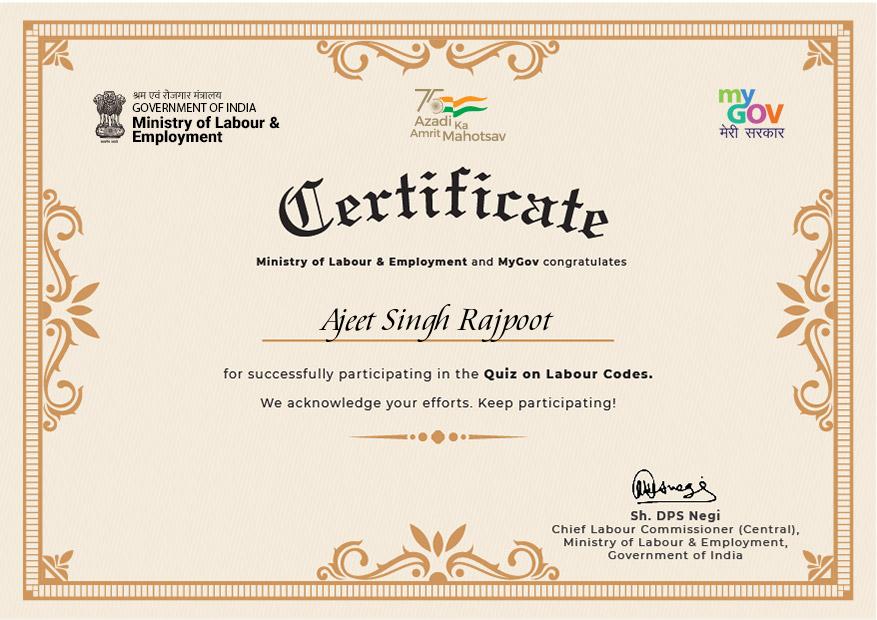 श्रम एवं रोजगार मंत्रालय
GOVERNMENT OF INDIA
Ministry of Labour &
Employment
75
Azadi Ka
Amrit Mahotsav
my
GOV
मेरी सरकार
Certificate
Ministry of Labour & Employment and MyGov congratulates
Ajeet Singh Rajpoot
for successfully participating in the Quiz on Labour Codes.
We acknowledge your efforts. Keep participating!
Sh. DPS Negi
Chief Labour Commissioner (Central),
Ministry of Labour & Employment,
Government of India